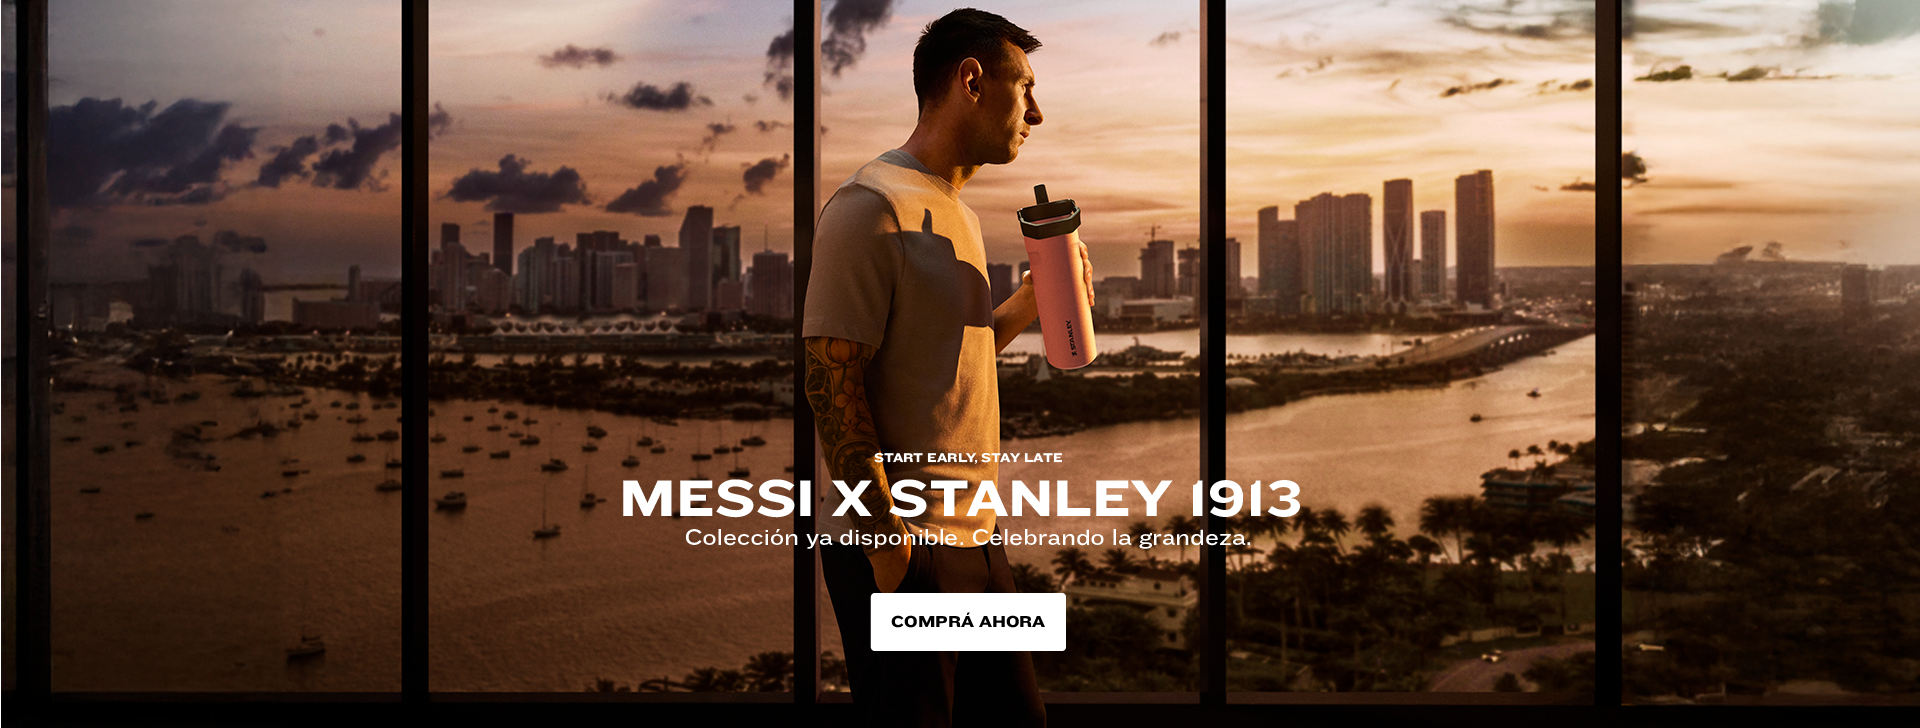 STANLEY
START EARLY, STAY LATE
MESSI X STANLEY 1913
Colección ya disponible. Celebrando la grandeza.
COMPRÁ AHORA